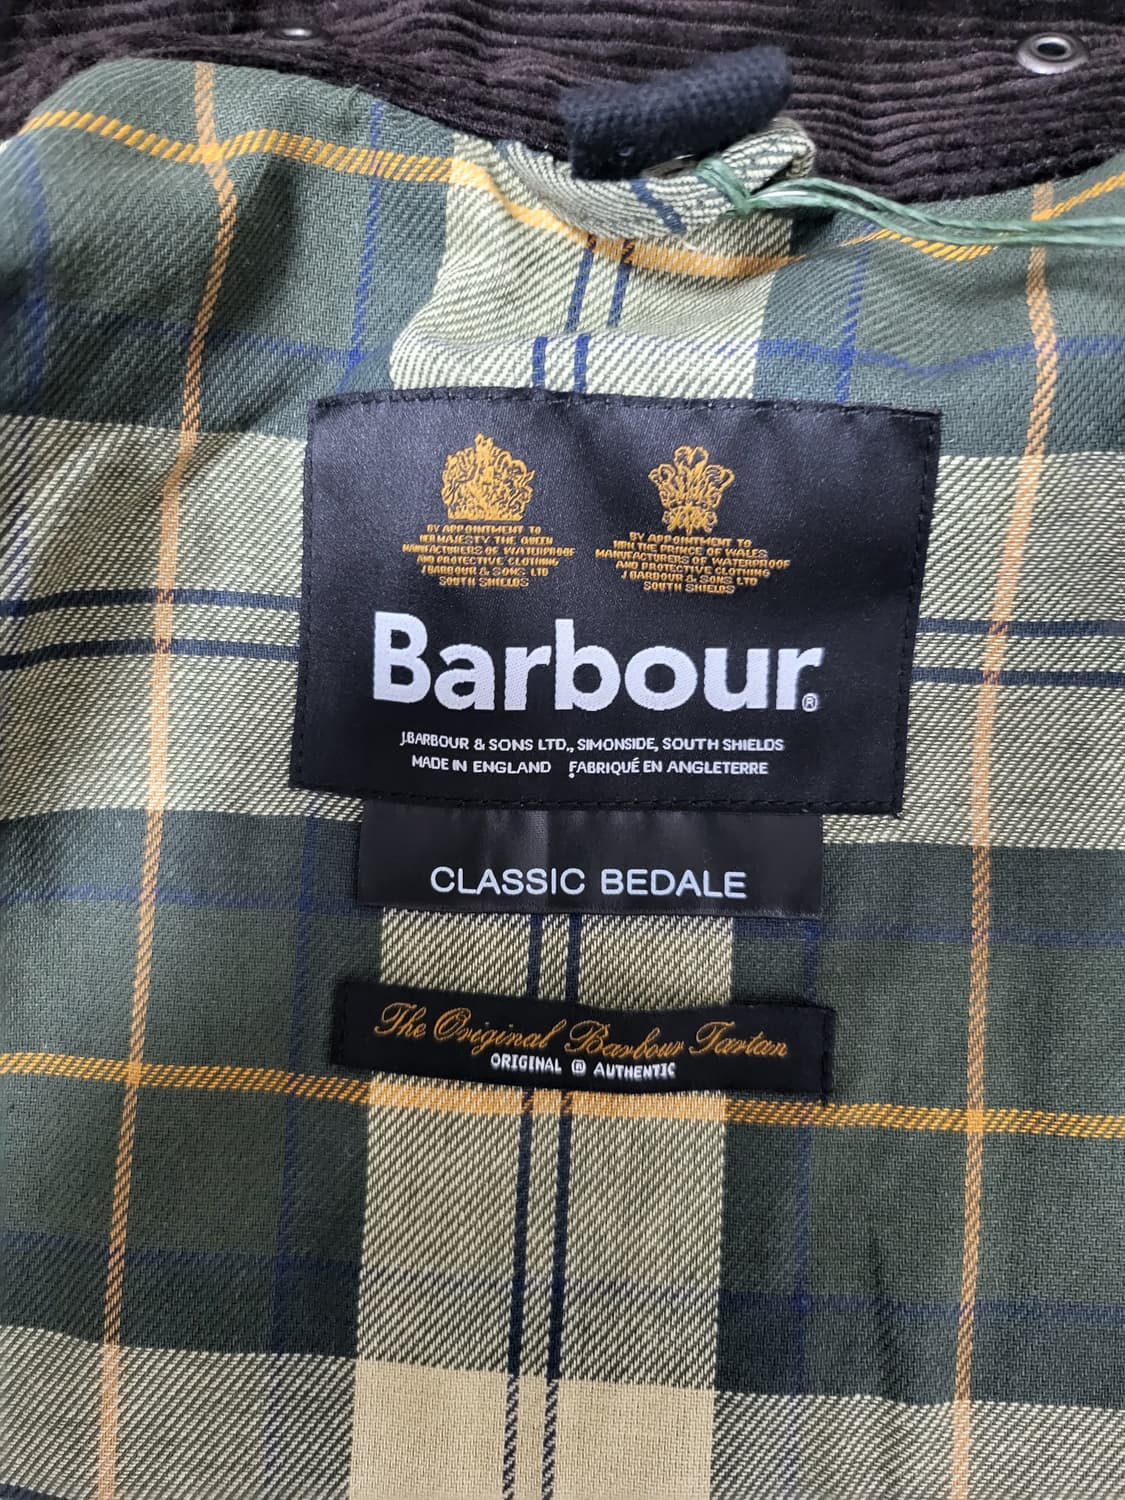 BY APPOINTMENT TO
HER MAJESTY THE QUEEN
MANUFACTURERS OF WATERPROOF
AND PROTECTIVE CLOTHING
J BARBOUR & SONS LTD
SOUTH SHIELDS
BY APPOINTMENT TO
HRH THE PRINCE OF WALES
MANUFACTURERS OF WATERPROOF
AND PROTECTIVE CLOTHING
J BARBOUR & SONS LTD
SOUTH SHIELDS
Barbour®
J.BARBOUR & SONS LTD., SIMONSIDE, SOUTH SHIELDS
MADE IN ENGLAND FABRIQUÉ EN ANGLETERRE
CLASSIC BEDALE
The Original Barbour Tartan
ORIGINAL ® AUTHENTIC